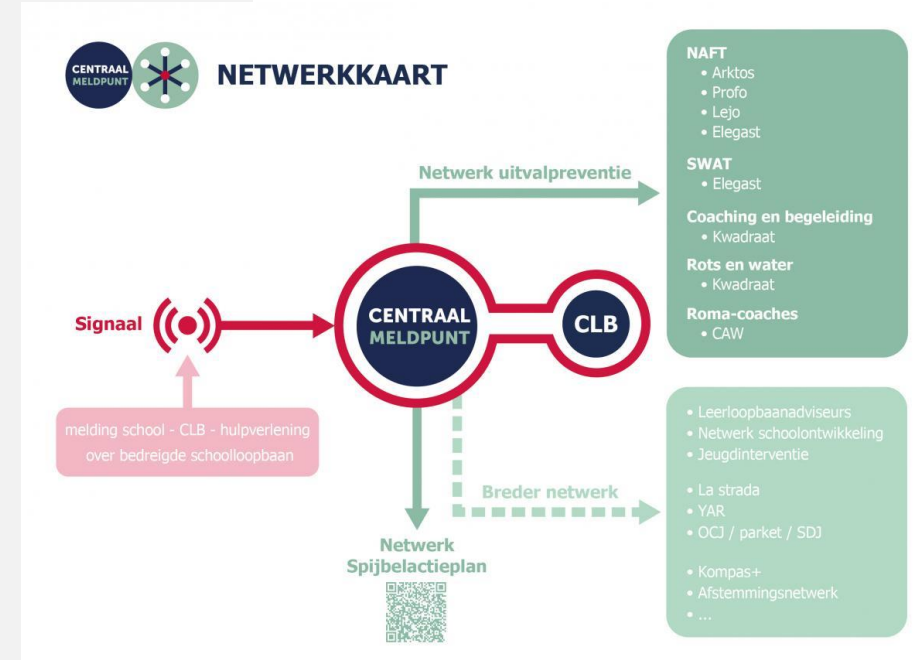 CENTRAAL
MELDPUNT
NETWERKKAART
NAFT
• Arktos
• Profo
• Lejo
• Elegast
SWAT
• Elegast
Coaching en begeleiding
• Kwadraat
Rots en water
• Kwadraat
Roma-coaches
• CAW
Netwerk uitvalpreventie
Signaal
CENTRAAL
MELDPUNT
CLB
melding school - CLB - hulpverlening
over bedreigde schoolloopbaan
Breder netwerk
• Leerloopbaanadviseurs
• Netwerk schoolontwikkeling
• Jeugdinterventie
• La strada
• YAR
• OCJ / parket / SDJ
• Kompas+
• Afstemmingsnetwerk
• ...
Netwerk
Spijbelactieplan